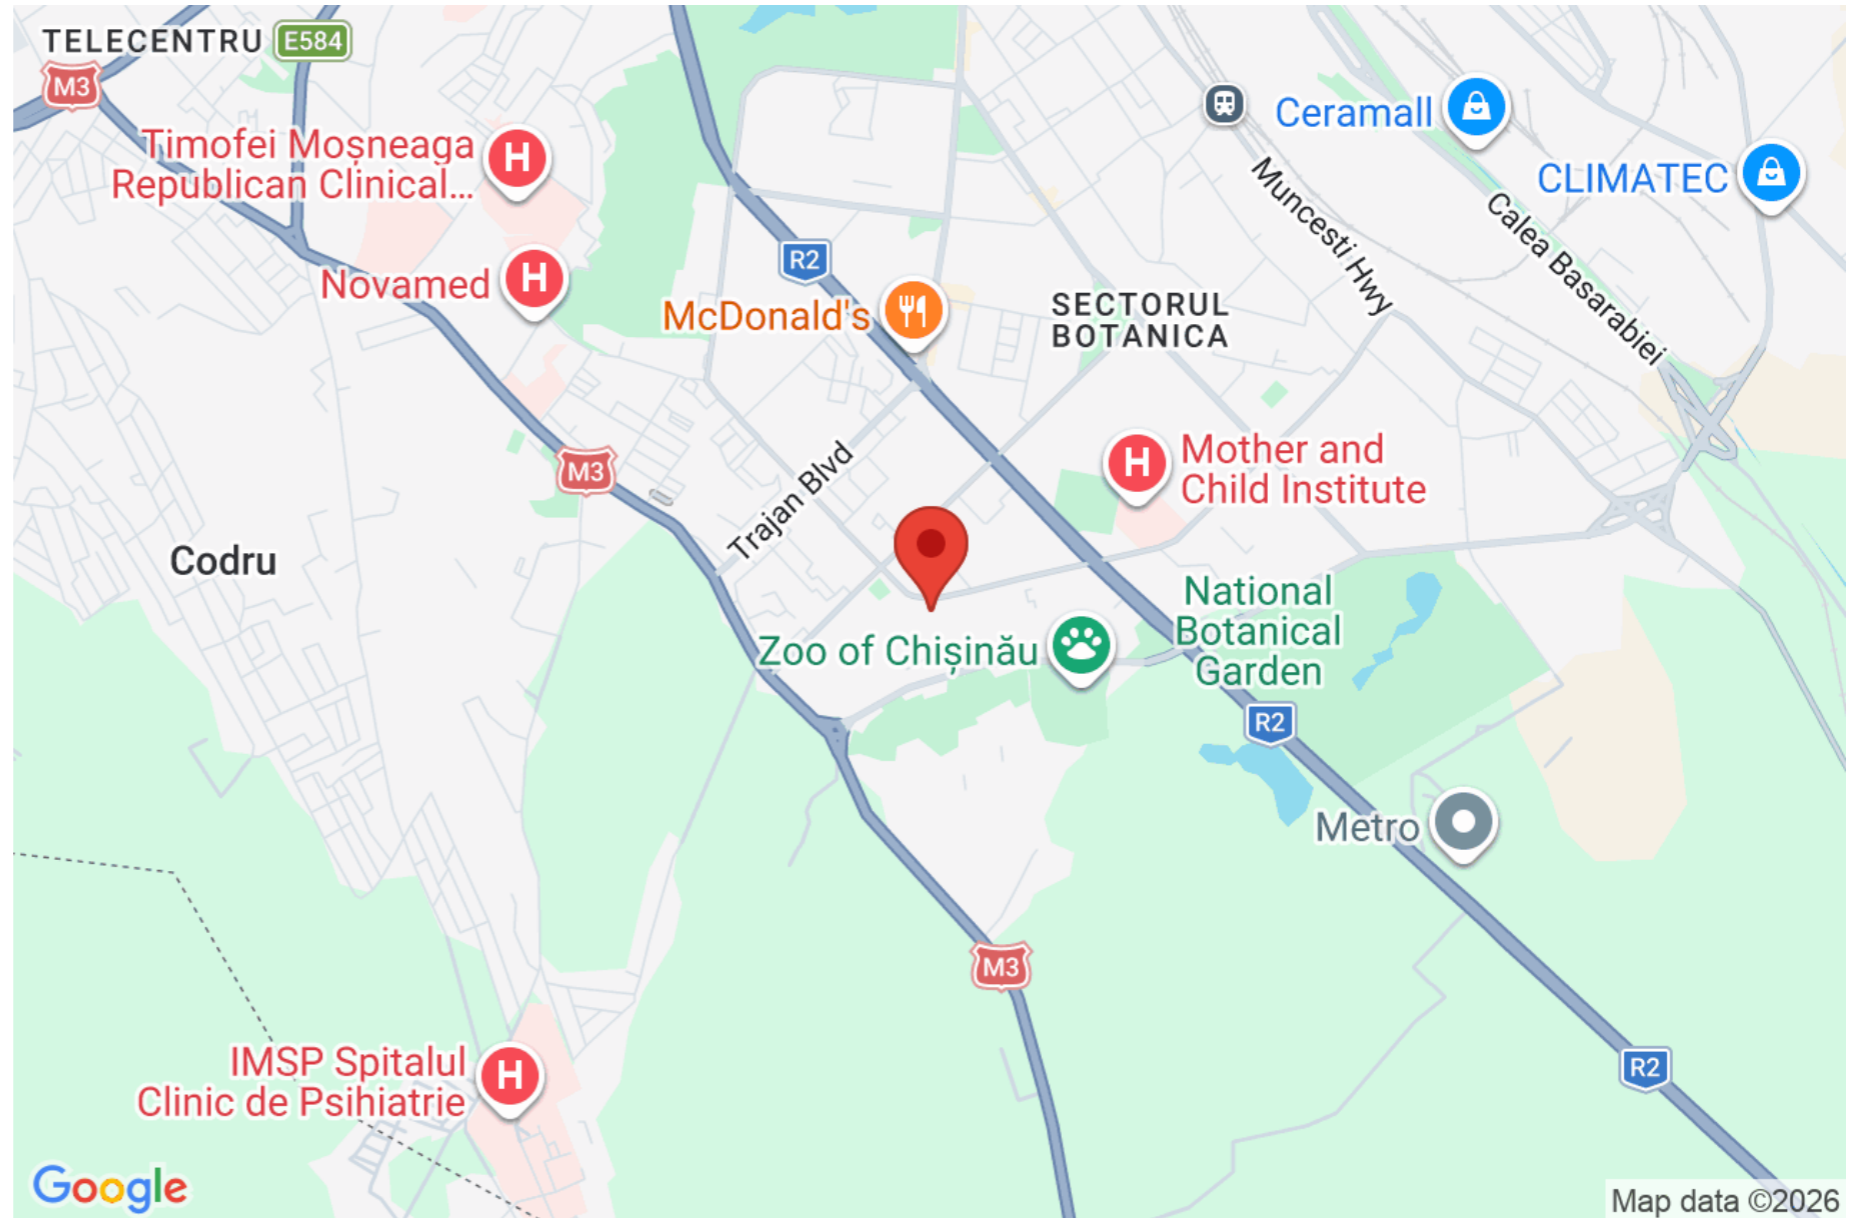 TELECENTRU
E584
M3
Timofei Moșneaga
Republican Clinical...
Novamed
R2
McDonald's
SECTORUL
BOTANICA
Ceramall
CLIMATEC
Muncesti Hwy
Calea Basarabiei
M3
Trajan Blvd
Mother and
Child Institute
Codru
National
Botanical
Garden
Zoo of Chișinău
R2
Metro
M3
R2
IMSP Spitalul
Clinic de Psihiatrie
Google
Map data ©2026